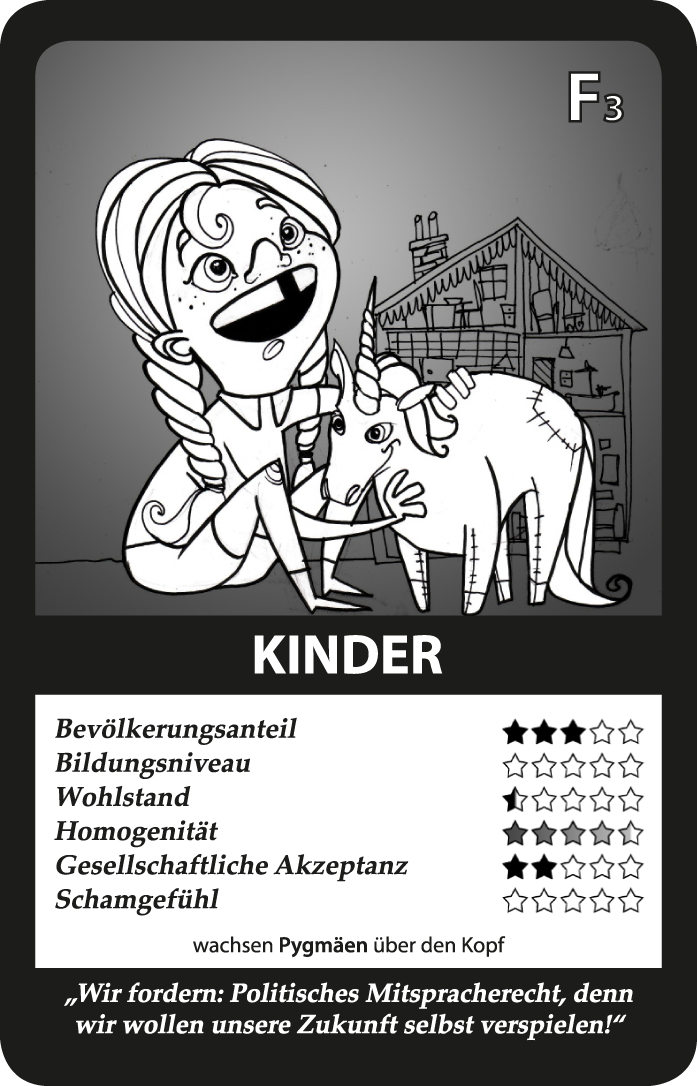 F3
KINDER
Bevölkerungsanteil
Bildungsniveau
Wohlstand
Homogenität
Gesellschaftliche Akzeptanz
Schamgefühl
wachsen Pygmäen über den Kopf
„Wir fordern: Politisches Mitspracherecht, denn
wir wollen unsere Zukunft selbst verspielen!“